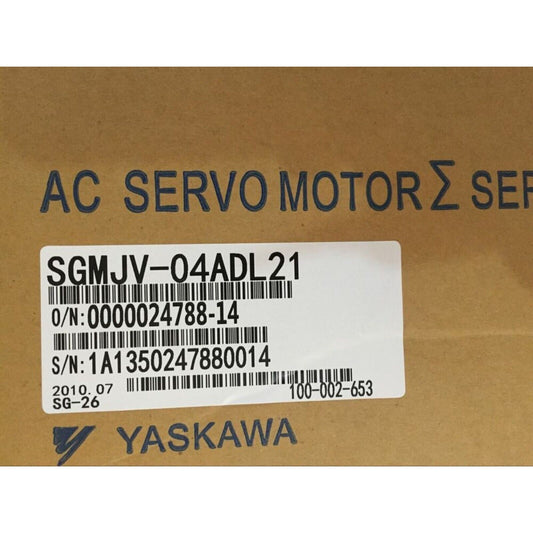 AC SERVO MOTOR Σ SER
SGMJV-04ADL21
O/N:0000024788-14
S/N:1A1350247880014
2010.07
SG-26
100-002-653
YASKAWA